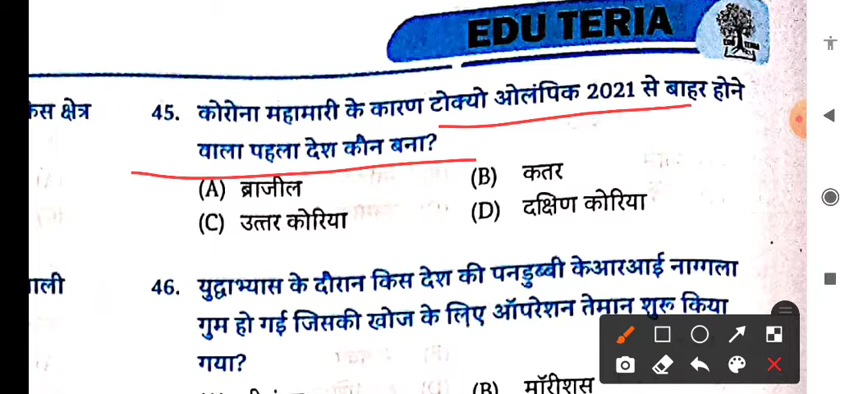 EDU TERIA
केस क्षेत्र
45. कोरोना महामारी के कारण टोक्यो ओलंपिक 2021 से बाहर होने
वाला पहला देश कौन बना?
(A) ब्राजील (B) कतर
(C) उत्तर कोरिया (D) दक्षिण कोरिया
46. युद्वाभ्यास के दौरान किस देश की पनडुब्बी केआरआई नाग्गला
गुम हो गई जिसकी खोज के लिए ऑपरेशन तेमान शुरू किया
गया?
(B) मॉरीशस